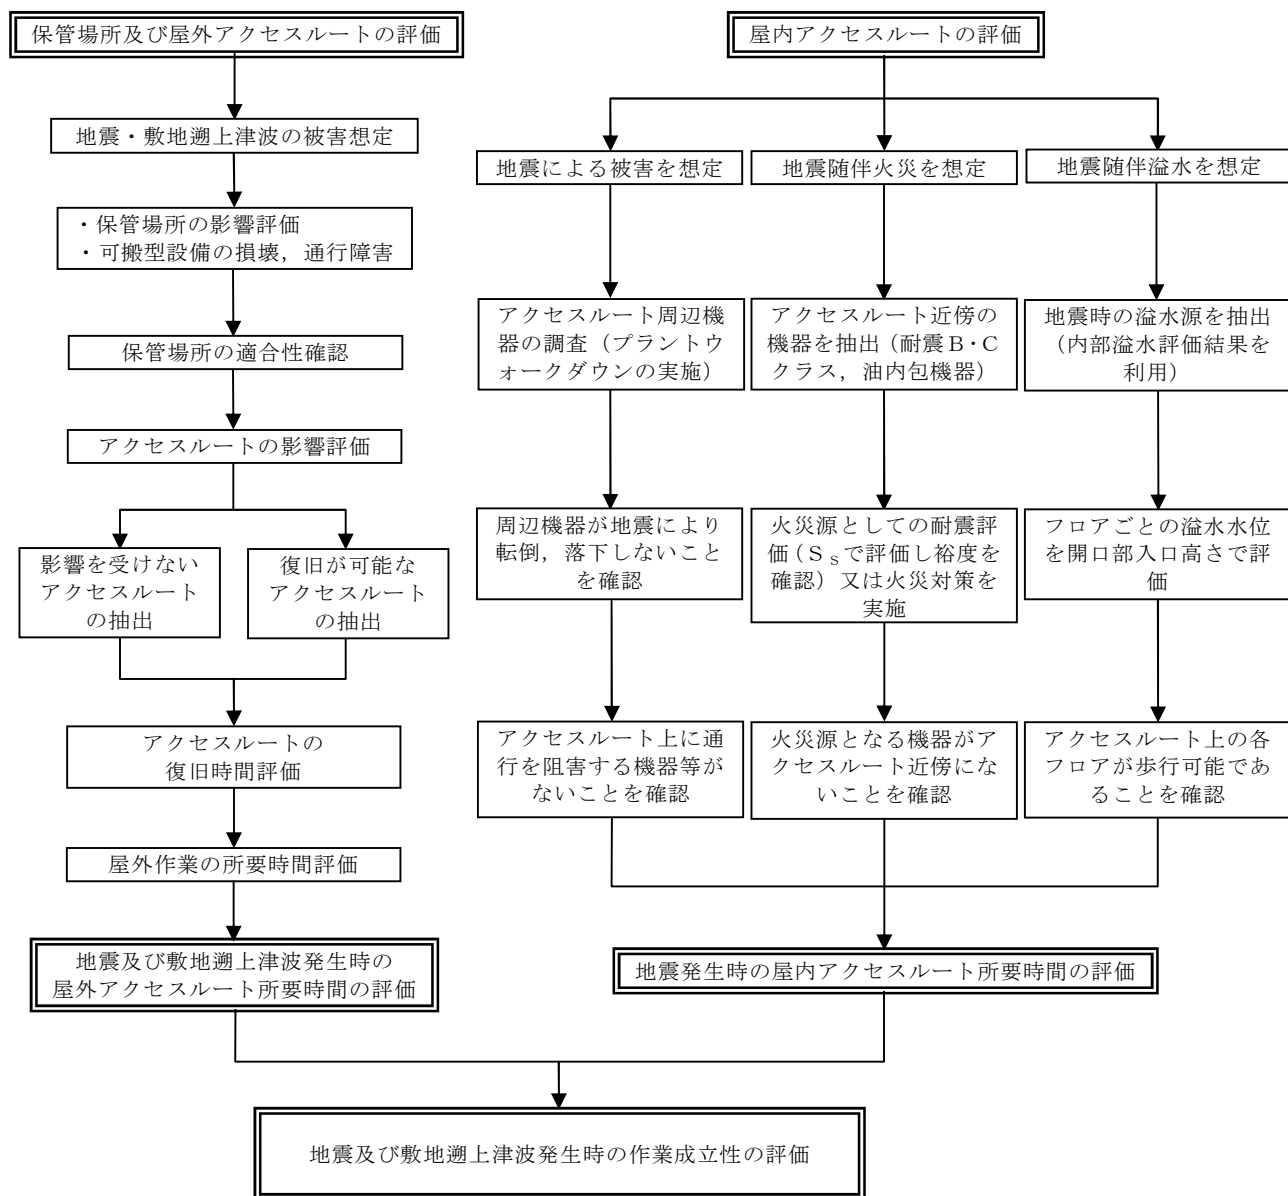 保管場所及び屋外アクセスルートの評価
地震・敷地遡上津波の被害想定
・保管場所の影響評価
・可搬型設備の損壊，通行障害
保管場所の適合性確認
アクセスルートの影響評価
影響を受けない
アクセスルート
の抽出
復旧が可能な
アクセスルート
の抽出
アクセスルートの
復旧時間評価
屋外作業の所要時間評価
地震及び敷地遡上津波発生時の
屋外アクセスルート所要時間の評価
屋内アクセスルートの評価
地震による被害を想定
アクセスルート周辺機
器の調査（プラントウ
ォークダウンの実施）
周辺機器が地震により
転倒，落下しないこと
を確認
アクセスルート上に通
行を阻害する機器等が
ないことを確認
地震随伴火災を想定
アクセスルート近傍の
機器を抽出（耐震Ｂ・Ｃ
クラス，油内包機器）
火災源としての耐震評
価（Ｓｓで評価し裕度を
確認）又は火災対策を
実施
火災源となる機器がア
クセスルート近傍にな
いことを確認
地震随伴溢水を想定
地震時の溢水源を抽出
（内部溢水評価結果を
利用）
フロアごとの溢水水位
を開口部入口高さで評
価
アクセスルート上の各
フロアが歩行可能であ
ることを確認
地震発生時の屋内アクセスルート所要時間の評価
地震及び敷地遡上津波発生時の作業成立性の評価